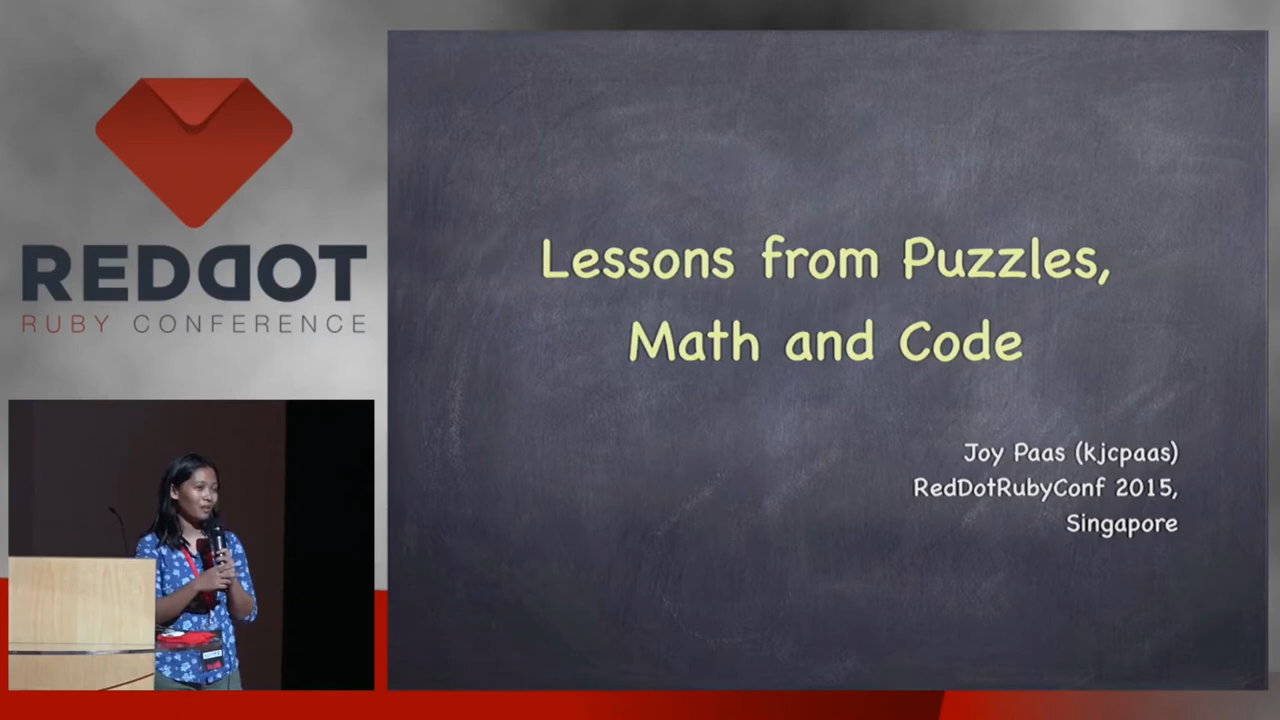 REDDOT
RUBY CONFERENCE
Lessons from Puzzles,
Math and Code
Joy Paas (kjcpaas)
RedDotRubyConf 2015,
Singapore